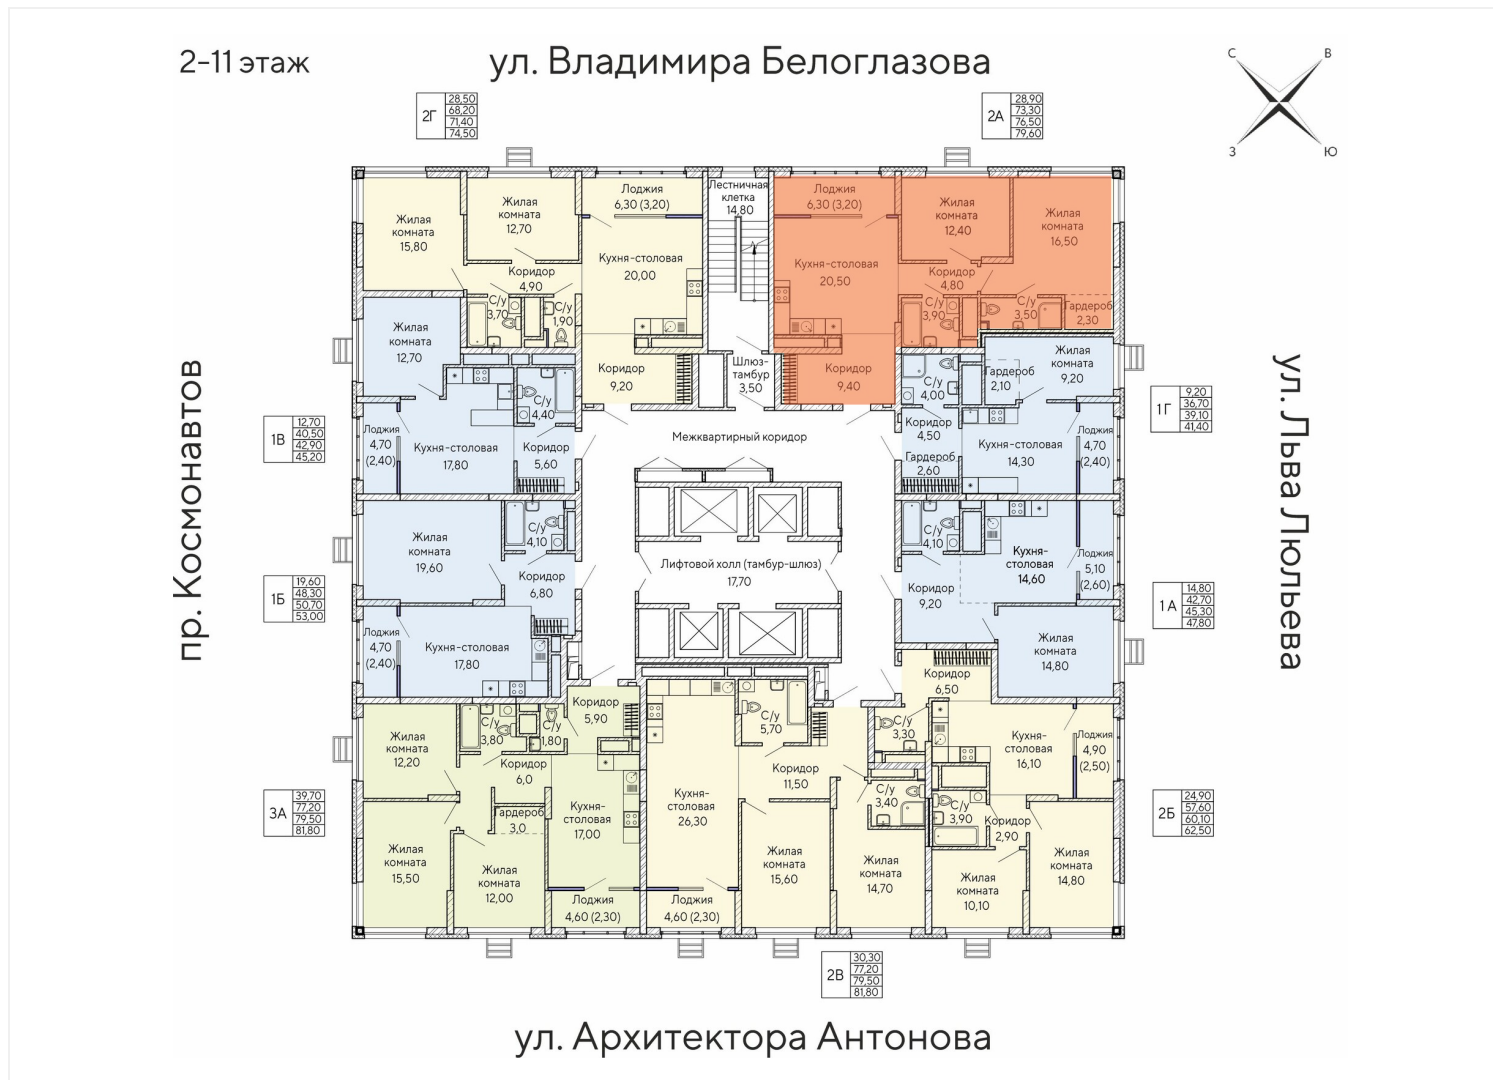 2-11 этаж
ул. Владимира Белоглазова
С
В
З
Ю
2Г
28,50
68,20
71,40
74,50
2А
28,90
73,30
76,50
79,60
Лоджия
6,30 (3,20)
Лестничная
клетка
14,80
Лоджия
6,30 (3,20)
Жилая
комната
15,80
Жилая
комната
12,70
Кухня-столовая
20,00
Коридор
4,90
С/у
3,70
С/у
1,90
Коридор
9,20
Шлюз-
тамбур
3,50
Кухня-столовая
20,50
Жилая
комната
12,40
Жилая
комната
16,50
Коридор
4,80
С/у
3,90
С/у
3,50
Гардероб
2,30
Коридор
9,40
Жилая
комната
12,70
С/у
4,40
Лоджия
4,70
(2,40)
Кухня-столовая
17,80
Коридор
5,60
1В
12,70
40,50
42,90
45,20
Межквартирный коридор
С/у
4,00
Гардероб
2,10
Жилая
комната
9,20
Коридор
4,50
Гардероб
2,60
Кухня-столовая
14,30
Лоджия
4,70
(2,40)
1Г
9,20
36,70
39,10
41,40
пр. Космонавтов
ул. Льва Люльева
Жилая
комната
19,60
С/у
4,10
Коридор
6,80
Лоджия
4,70
(2,40)
Кухня-столовая
17,80
1Б
19,60
48,30
50,70
53,00
Лифтовой холл (тамбур-шлюз)
17,70
С/у
4,10
Кухня-
столовая
14,60
Лоджия
5,10
(2,60)
Коридор
9,20
Жилая
комната
14,80
1А
14,80
42,70
45,30
47,80
Жилая
комната
12,20
С/у
3,80
С/у
1,80
Коридор
5,90
Коридор
6,0
Гардероб
3,0
Кухня-
столовая
17,00
Жилая
комната
15,50
Жилая
комната
12,00
Лоджия
4,60 (2,30)
3А
39,70
77,20
79,50
81,80
Кухня-
столовая
26,30
С/у
5,70
Коридор
11,50
С/у
3,40
Жилая
комната
15,60
Жилая
комната
14,70
Лоджия
4,60 (2,30)
Коридор
6,50
С/у
3,30
Кухня-
столовая
16,10
Лоджия
4,90
(2,50)
С/у
3,90
Коридор
2,90
Жилая
комната
10,10
Жилая
комната
14,80
2Б
24,90
57,60
60,10
62,50
2В
30,30
77,20
79,50
81,80
ул. Архитектора Антонова